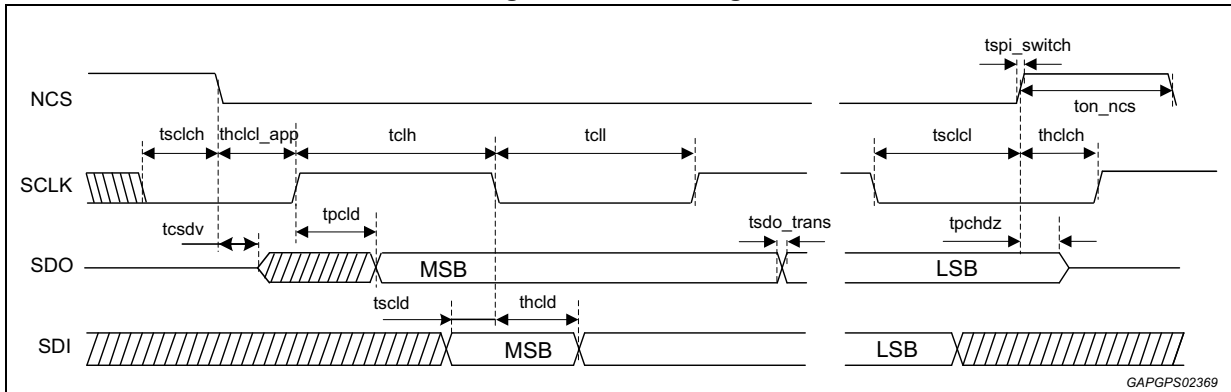 tspi_switch
NCS
ton_ncs
tsclch thclcl_app tclh tcll tsclcl thclch
SCLK
tcsdv tpcld tsdo_trans tpchdz
SDO MSB LSB
tscld thcld
SDI MSB LSB
GAPGPS02369